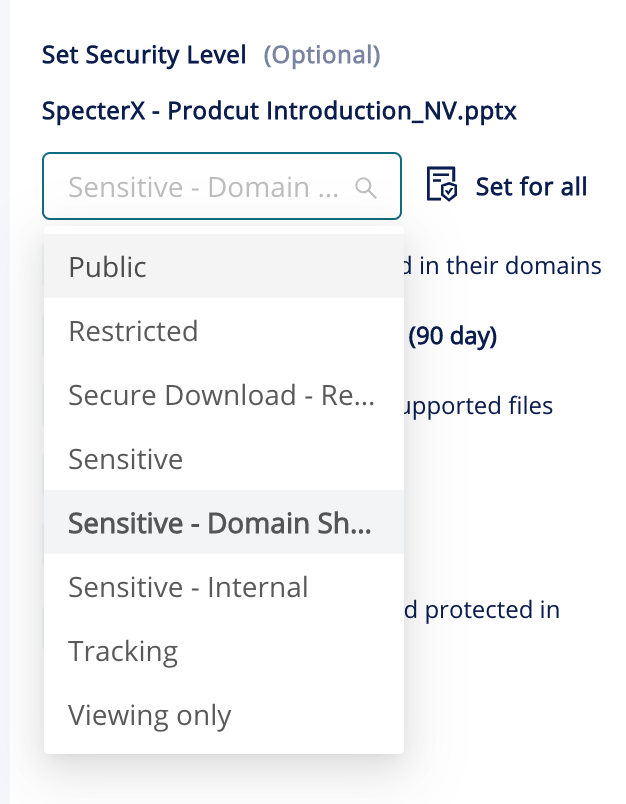 Set Security Level (Optional)
SpecterX - Prodcut Introduction_NV.pptx
Sensitive - Domain ...
Set for all
Public
in their domains
Restricted
(90 day)
Secure Download - Re...
files
Sensitive
Sensitive - Domain Sh...
Sensitive - Internal
protected in
Tracking
Viewing only